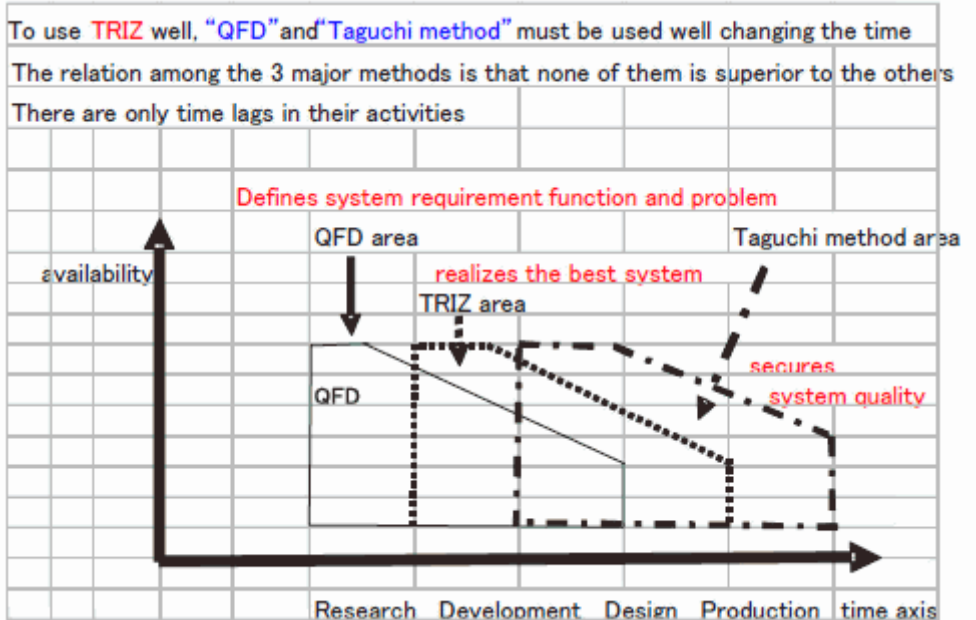 To use TRIZ well, “QFD”and“Taguchi method” must be used well changing the time
The relation among the 3 major methods is that none of them is superior to the others
There are only time lags in their activities
Defines system requirement function and problem
QFD area
Taguchi method area
availability
realizes the best system
TRIZ area
secures
QFD
system quality
Research Development Design Production time axis